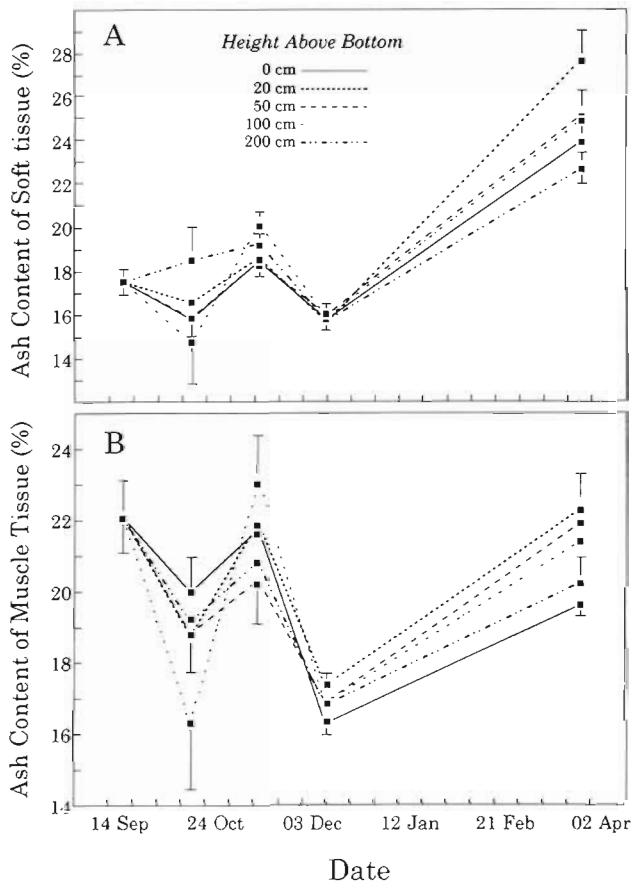 A
Height Above Bottom
0 cm
20 cm
50 cm
100 cm
200 cm
Ash Content of Soft tissue (%)
28
26
24
22
20
18
16
14
B
Ash Content of Muscle Tissue (%)
24
22
20
18
16
14
14 Sep 24 Oct 03 Dec 12 Jan 21 Feb 02 Apr
Date